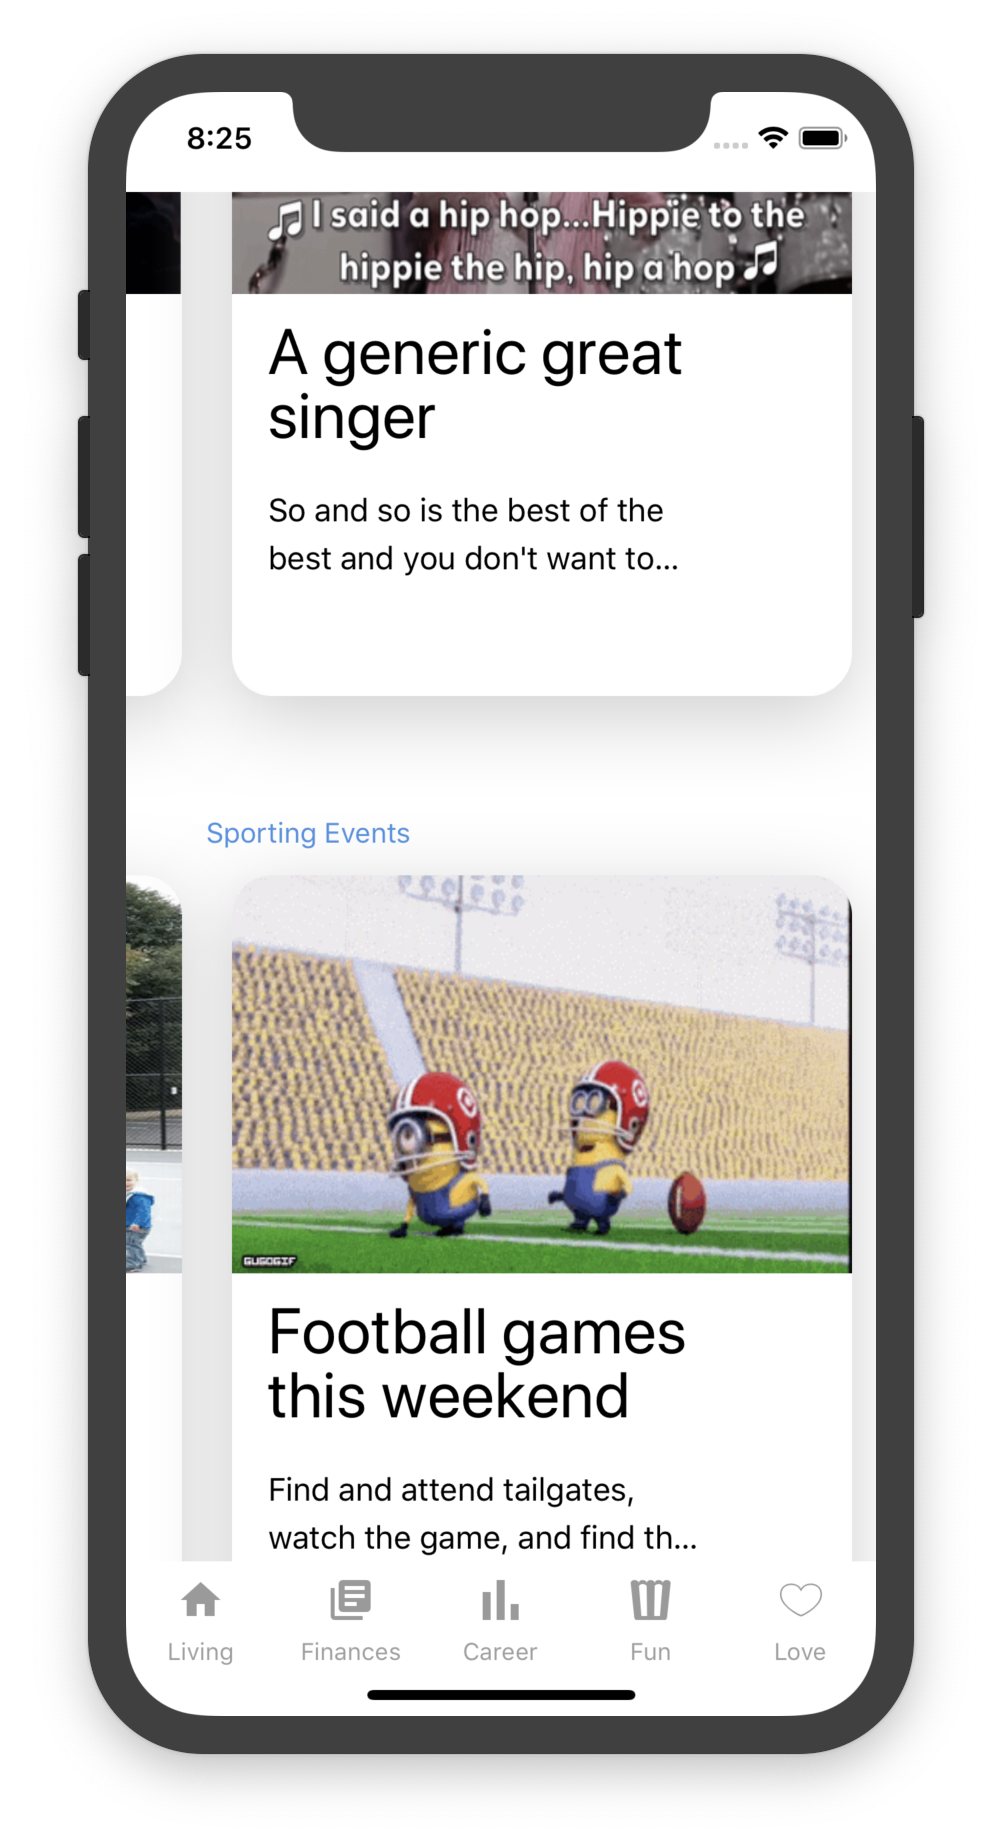 8:25
🎵 I said a hip hop...Hippie to the
hippie the hip, hip a hop 🎵
A generic great
singer
So and so is the best of the
best and you don't want to...
Sporting Events
GUGOGIF
Football games
this weekend
Find and attend tailgates,
watch the game, and find th...
Living
Finances
Career
Fun
Love